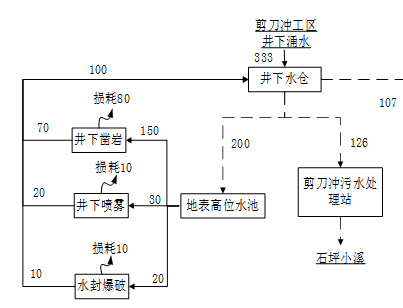 剪刀冲工区
井下涌水
333
100
井下水仓
107
损耗80
70
150
井下凿岩
200
126
损耗10
20
30
井下喷雾
地表高位水池
剪刀冲污水处
理站
损耗10
10
20
水封爆破
石坪小溪